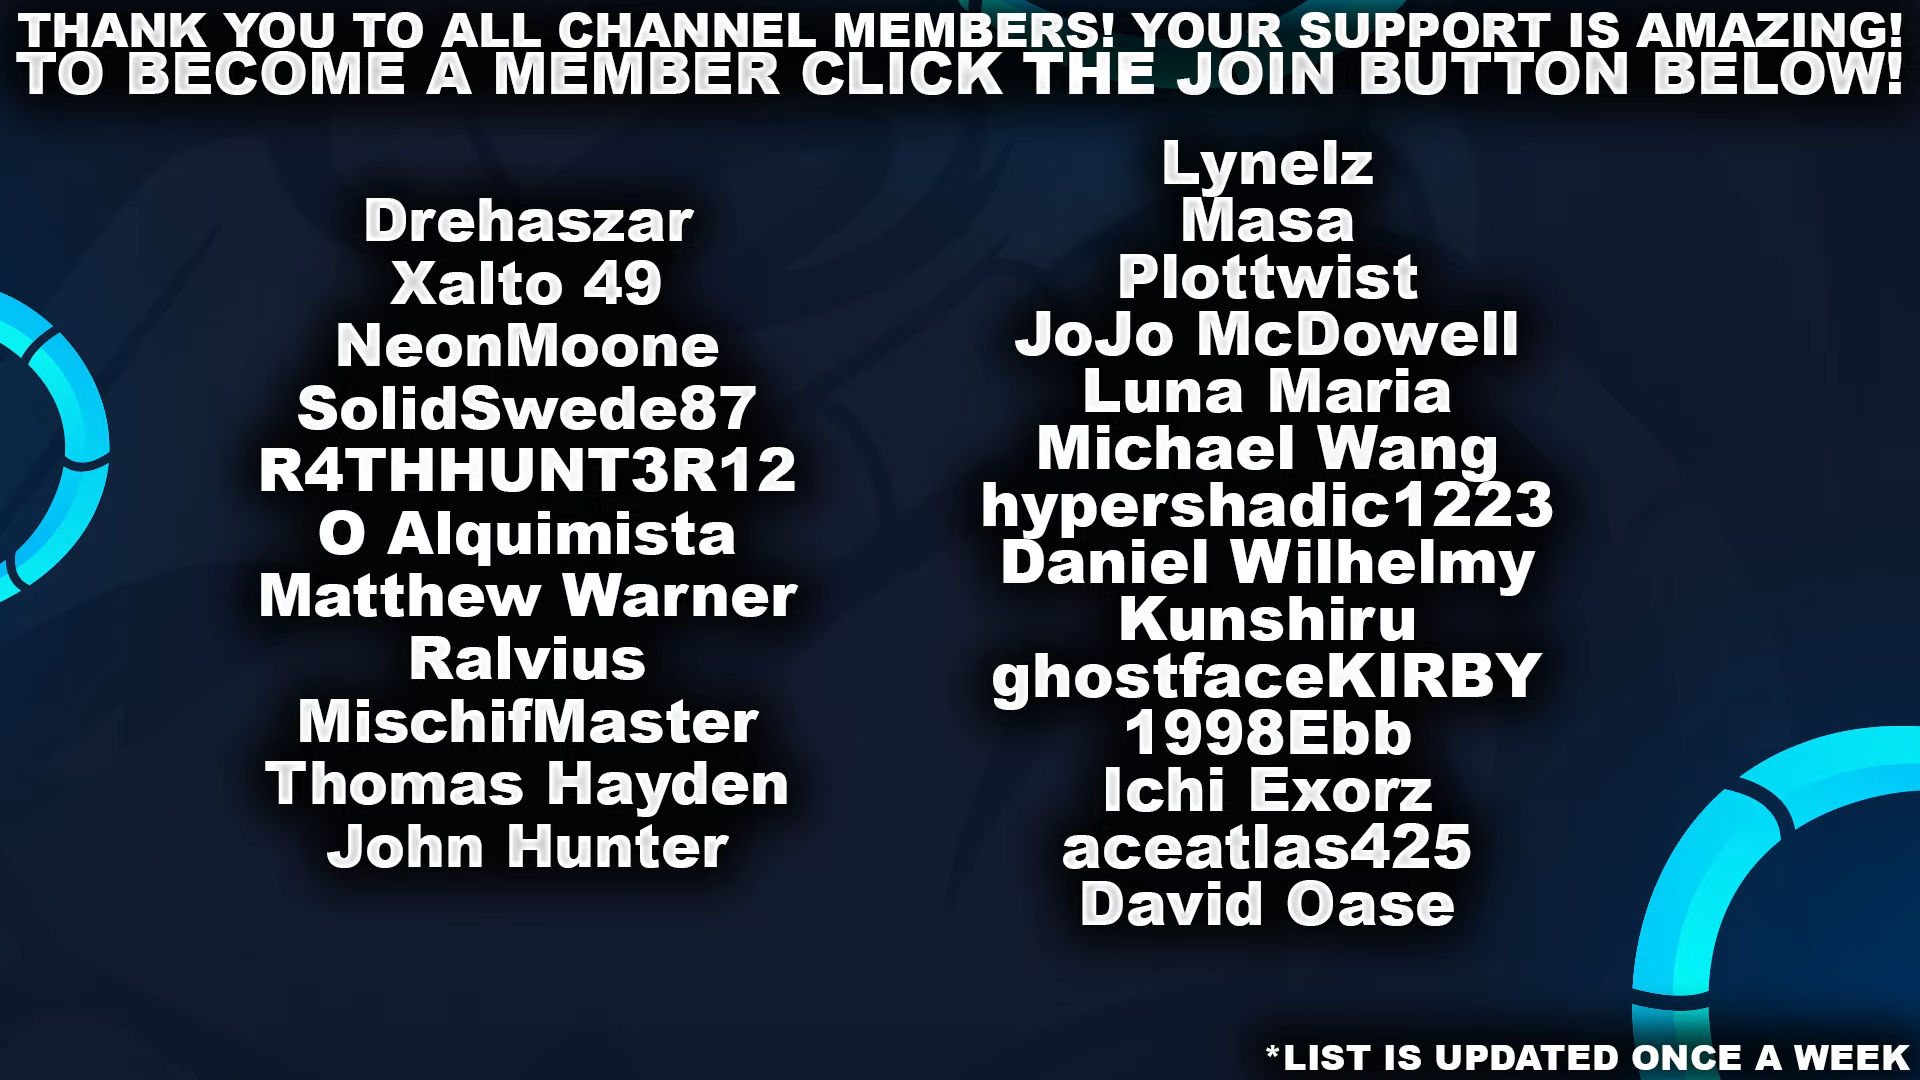 THANK YOU TO ALL CHANNEL MEMBERS! YOUR SUPPORT IS AMAZING!
TO BECOME A MEMBER CLICK THE JOIN BUTTON BELOW!
Drehaszar
Xalto 49
NeonMoone
SolidSwede87
R4THHUNT3R12
O Alquimista
Matthew Warner
Ralvius
MischifMaster
Thomas Hayden
John Hunter
Lynelz
Masa
Plottwist
JoJo McDowell
Luna Maria
Michael Wang
hypershadic1223
Daniel Wilhelmy
Kunshiru
ghostfaceKIRBY
1998Ebb
Ichi Exorz
aceatlas425
David Oase
*LIST IS UPDATED ONCE A WEEK